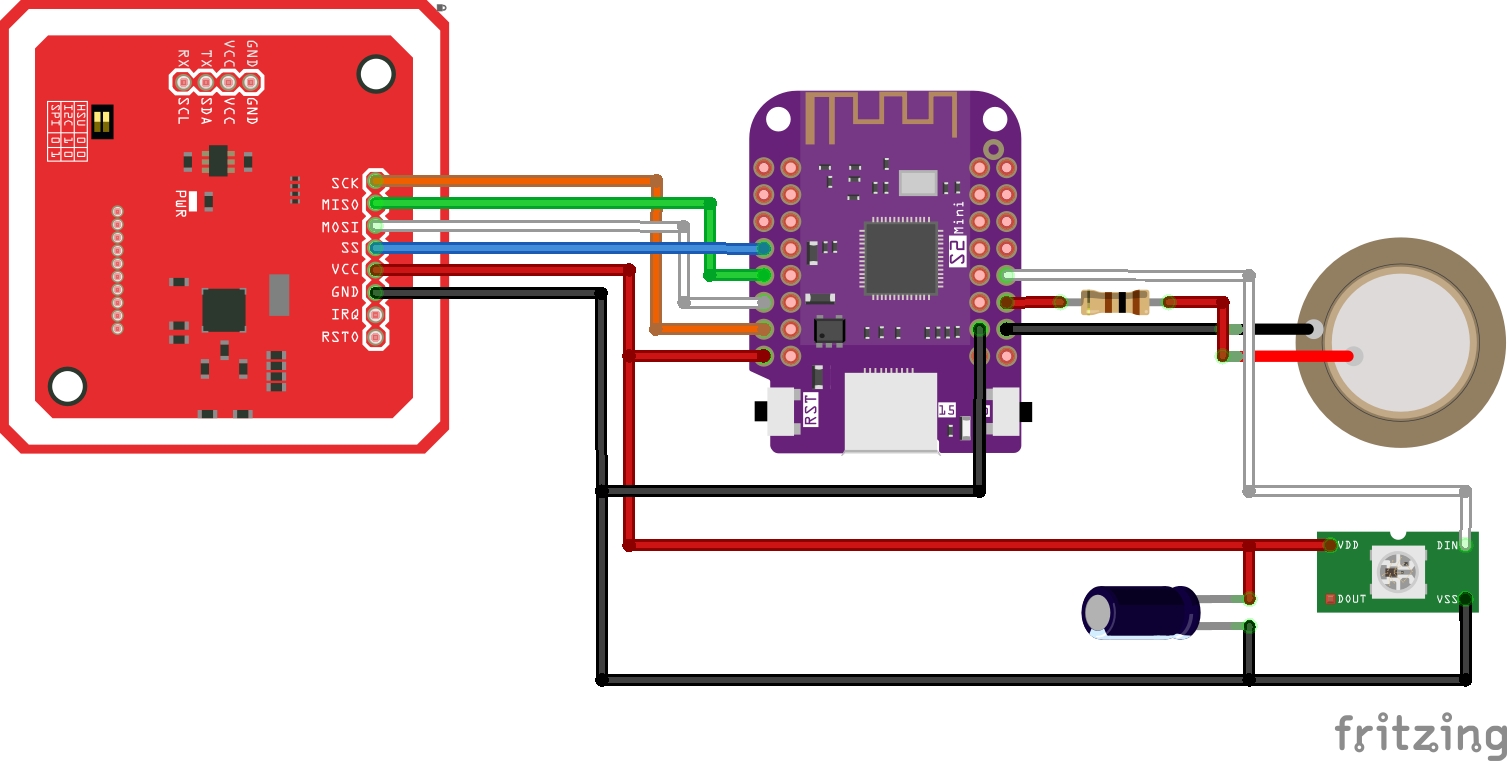 RX TX VCC GND
SCL SDA VCC GND
HSU 0 0
I2C 1 0
SPI 0 1
PWR
SCK
MISO
MOSI
SS
VCC
GND
IRQ
RSTO
S2 Mini
RST
15
0
VDD
DIN
DOUT
VSS
fritzing